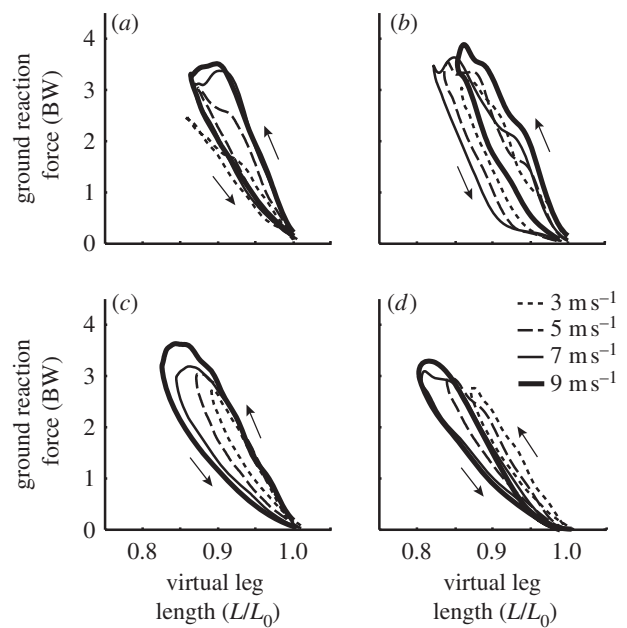 (a)
(b)
4
3
2
1
0
ground reaction
force (BW)
(c)
(d)
4
3
2
1
0
ground reaction
force (BW)
3 m s⁻¹
5 m s⁻¹
7 m s⁻¹
9 m s⁻¹
0.8 0.9 1.0
0.8 0.9 1.0
virtual leg
length (L/L₀)
virtual leg
length (L/L₀)